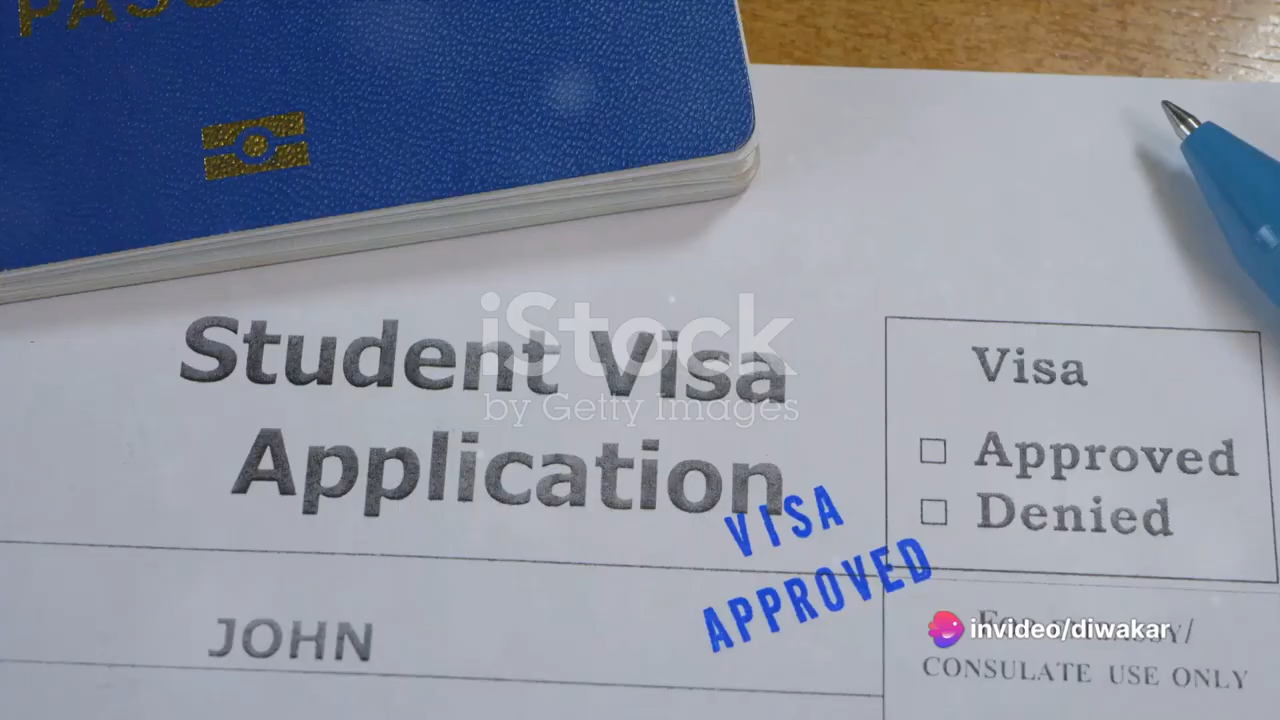 Student Visa
Application
iStock
by Getty Images
Visa
Approved
Denied
VISA
APPROVED
JOHN
invideo/diwakar
CONSULATE USE ONLY